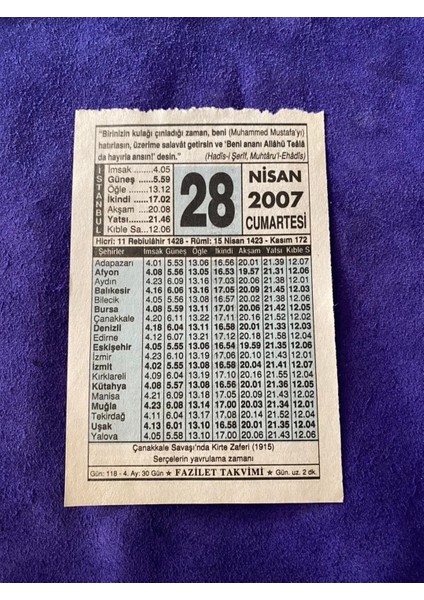 "Birinizin kulağı çınladığı zaman, beni (Muhammed Mustafa'yı)
hatırlasın, üzerime salavât getirsin ve 'Beni ananı Allâhü Teâlâ
da hayırla ansın!' desin." (Hadîs-i Şerîf, Muhtâru'l-Ehâdîs)
İSTANBUL
İmsak ........ 4.05
Güneş ...... 5.59
Öğle ........ 13.12
İkindi ...... 17.02
Akşam .... 20.08
Yatsı ....... 21.46
Kıble Sa... 12.06
28
NİSAN
2007
CUMARTESİ
Hicrî: 11 Rebîulâhir 1428 - Rûmî: 15 Nisan 1423 - Kasım 172
Şehirler İmsak Güneş Öğle İkindi Akşam Yatsı Kıble S
Adapazarı 4.01 5.53 13.06 16.56 20.01 21.39 12.07
Afyon 4.08 5.56 13.05 16.53 19.57 21.31 12.06
Aydın 4.23 6.09 13.16 17.03 20.06 21.38 12.03
Balıkesir 4.16 6.06 13.16 17.05 20.09 21.45 12.03
Bilecik 4.05 5.56 13.08 16.57 20.02 21.38 12.06
Bursa 4.08 5.59 13.11 17.01 20.06 21.42 12.05
Çanakkale 4.20 6.11 13.22 17.11 20.16 21.52 12.02
Denizli 4.18 6.04 13.11 16.58 20.01 21.33 12.03
Edirne 4.12 6.07 13.21 17.12 20.18 21.58 12.04
Eskişehir 4.05 5.55 13.06 16.54 19.59 21.35 12.06
İzmir 4.23 6.10 13.19 17.06 20.10 21.43 12.02
İzmit 4.02 5.55 13.08 16.58 20.04 21.41 12.07
Kırklareli 4.09 6.04 13.19 17.10 20.16 21.56 12.04
Kütahya 4.08 5.57 13.08 16.56 20.01 21.36 12.05
Manisa 4.21 6.09 13.18 17.05 20.09 21.43 12.02
Muğla 4.23 6.08 13.14 17.00 20.03 21.34 12.01
Tekirdağ 4.11 6.04 13.17 17.08 20.14 21.52 12.04
Uşak 4.13 6.01 13.10 16.58 20.01 21.35 12.04
Yalova 4.05 5.58 13.10 17.00 20.06 21.43 12.06
Çanakkale Savaşı'nda Kirte Zaferi (1915)
Serçelerin yavrulama zamanı
Gün: 118 - 4. Ay: 30 Gün ★ FAZİLET TAKVİMİ ★ Gün. uz. 2 dk.